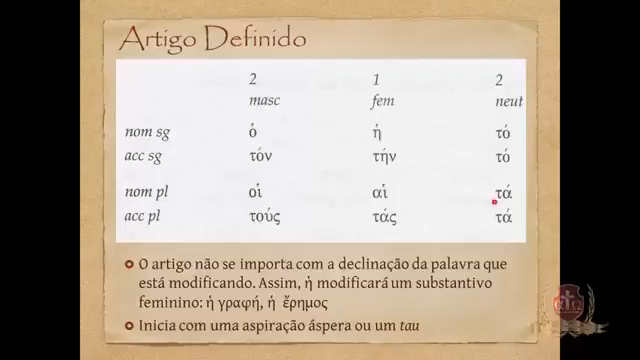 Artigo Definido
2 1 2
masc fem neut
nom sg ὁ ἡ τό
acc sg τόν τήν τό
nom pl οἱ αἱ τά
acc pl τούς τάς τά
O artigo não se importa com a declinação da palavra que
está modificando. Assim, ἡ modificará um substantivo
feminino: ἡ γραφή, ἡ ἔρημος
Inicia com uma aspiração áspera ou um tau